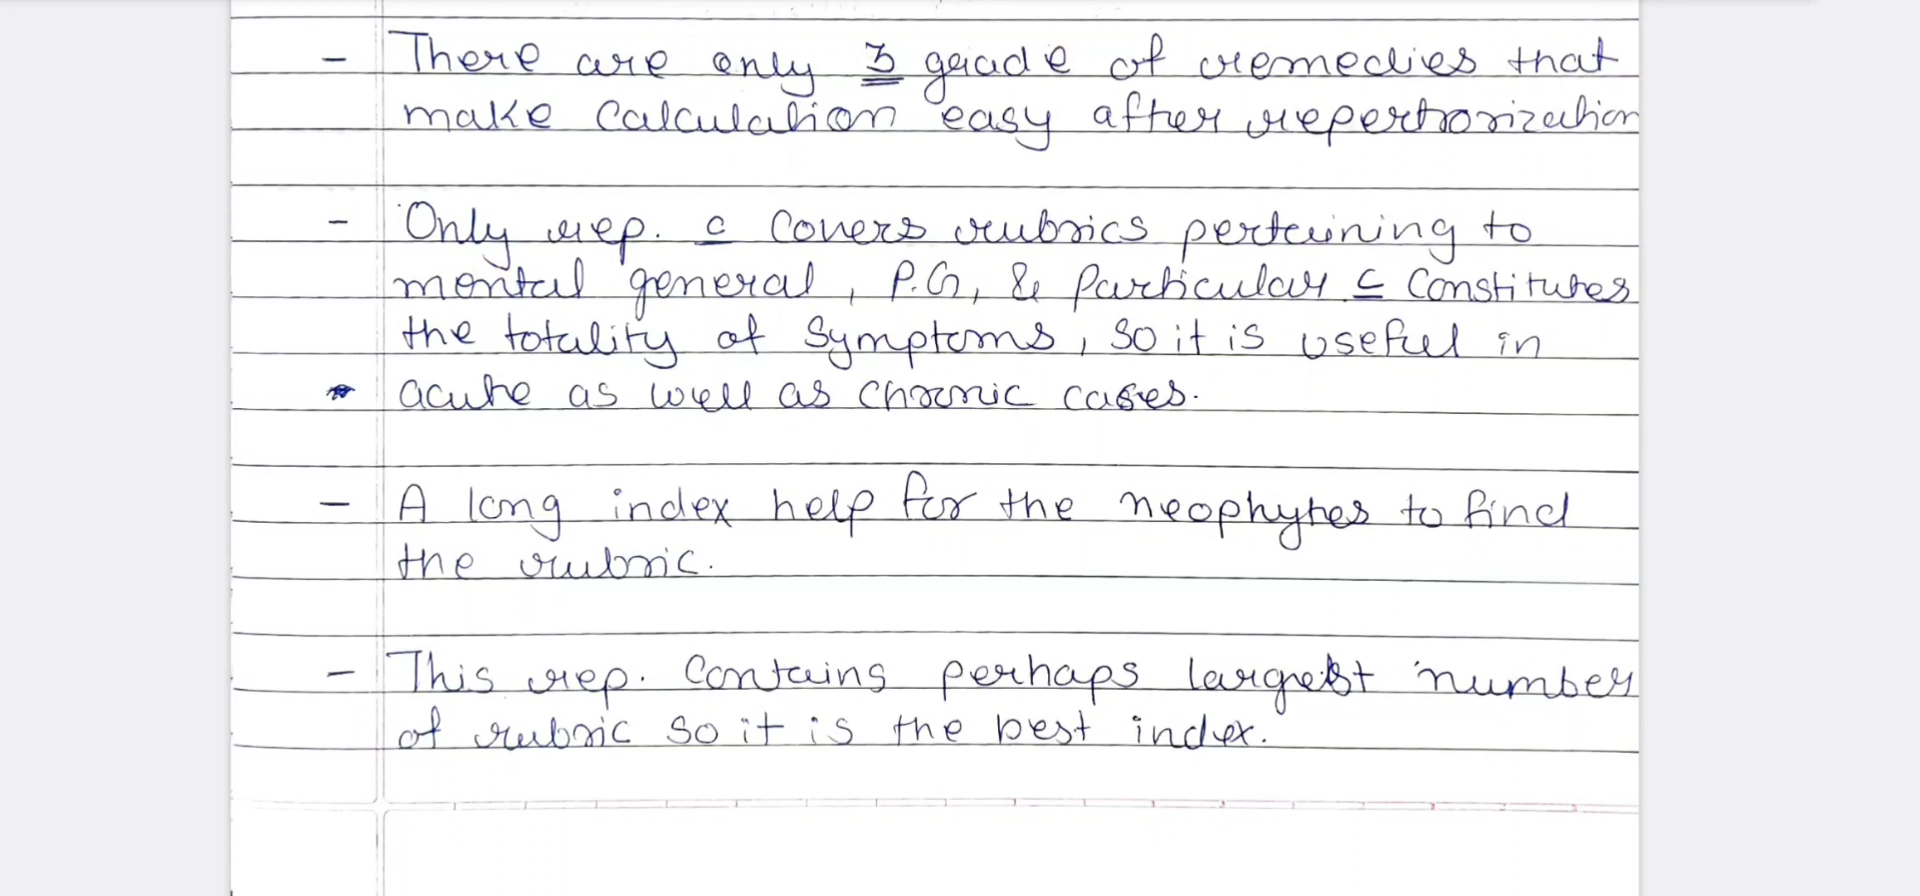 - There are only 3 grade of remedies that
make calculation easy after repertorization
- Only rep. c covers rubrics pertaining to
mental general, P.G, & Particular c constitutes
the totality of symptoms, so it is useful in
acute as well as chronic cases.
- A long index help for the neophytes to find
the rubric.
- This rep. contains perhaps largest number
of rubric so it is the best index.